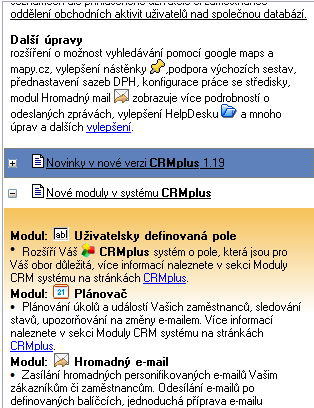 oddělení obchodních aktivit uživatelů nad společnou databází.
Další úpravy
rozšíření o možnost vyhledávání pomocí google maps a
mapy.cz, vylepšení nástěnky ,podpora výchozích sestav,
přednastavení sazeb DPH, konfigurace práce se středisky,
modul Hromadný mail zobrazuje více podrobností o
odeslaných zprávách, vylepšení HelpDesku a mnoho
úprav a dalších vylepšení.
Novinky v nové verzi CRMplus 1.19
Nové moduly v systému CRMplus
Modul: abl Uživatelsky definovaná pole
• Rozšíří Váš CRMplus systém o pole, která jsou pro
Váš obor důležitá, více informací naleznete v sekci Moduly
CRM systému na stránkách CRMplus.
Modul: 21 Plánovač
• Plánování úkolů a událostí Vašich zaměstnanců, sledování
stavů, upozorňování na změny e-mailem. Více informací
naleznete v sekci Moduly CRM systému na stránkách
CRMplus.
Modul: Hromadný e-mail
• Zasílání hromadných personifikovaných e-mailů Vašim
zákazníkům či zaměstnancům. Odesílání e-mailů po
definovaných balíčcích, jednoduchá příprava e-mailu